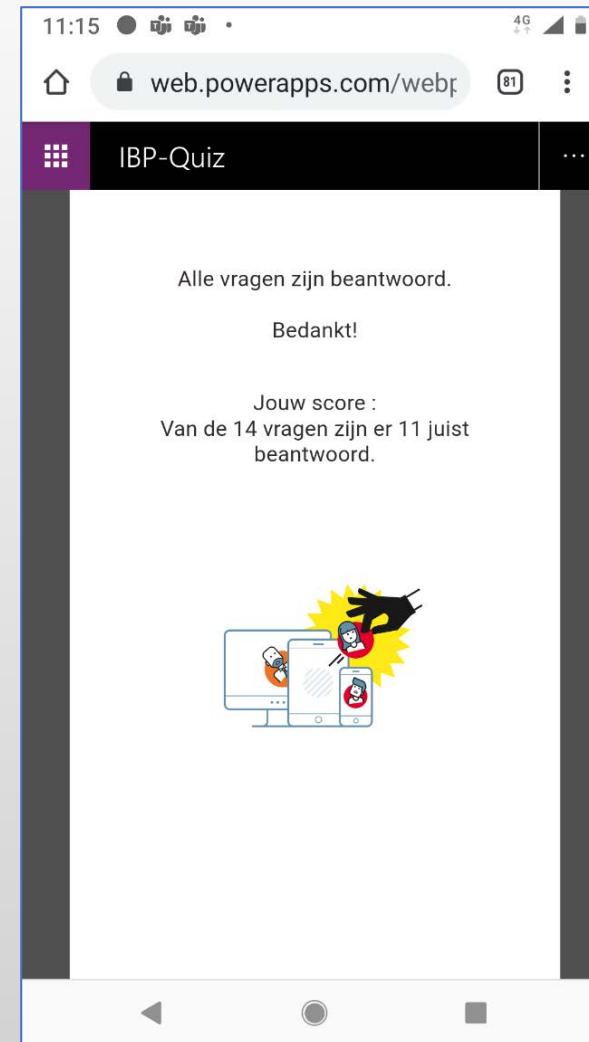 11:15
4G
web.powerapps.com/webp
81
IBP-Quiz
Alle vragen zijn beantwoord.
Bedankt!
Jouw score :
Van de 14 vragen zijn er 11 juist
beantwoord.